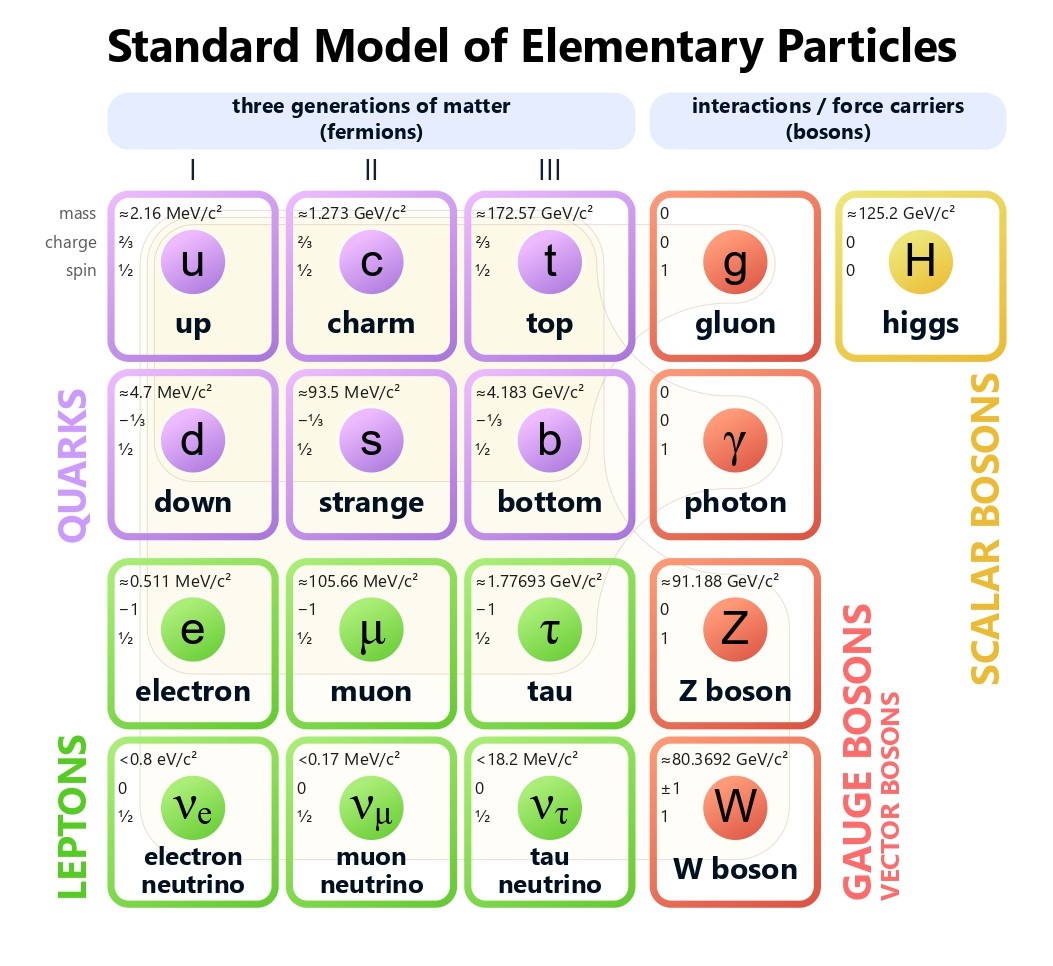 Standard Model of Elementary Particles
three generations of matter
(fermions)
interactions / force carriers
(bosons)
I
II
III
mass
charge
spin
≈2.16 MeV/c²
⅔
½
u
up
≈1.273 GeV/c²
⅔
½
c
charm
≈172.57 GeV/c²
⅔
½
t
top
0
0
1
g
gluon
≈125.2 GeV/c²
0
0
H
higgs
QUARKS
≈4.7 MeV/c²
−⅓
½
d
down
≈93.5 MeV/c²
−⅓
½
s
strange
≈4.183 GeV/c²
−⅓
½
b
bottom
0
0
1
γ
photon
SCALAR BOSONS
LEPTONS
≈0.511 MeV/c²
−1
½
e
electron
≈105.66 MeV/c²
−1
½
μ
muon
≈1.77693 GeV/c²
−1
½
τ
tau
≈91.188 GeV/c²
0
1
Z
Z boson
GAUGE BOSONS
VECTOR BOSONS
<0.8 eV/c²
0
½
νe
electron
neutrino
<0.17 MeV/c²
0
½
νμ
muon
neutrino
<18.2 MeV/c²
0
½
ντ
tau
neutrino
≈80.3692 GeV/c²
±1
1
W
W boson